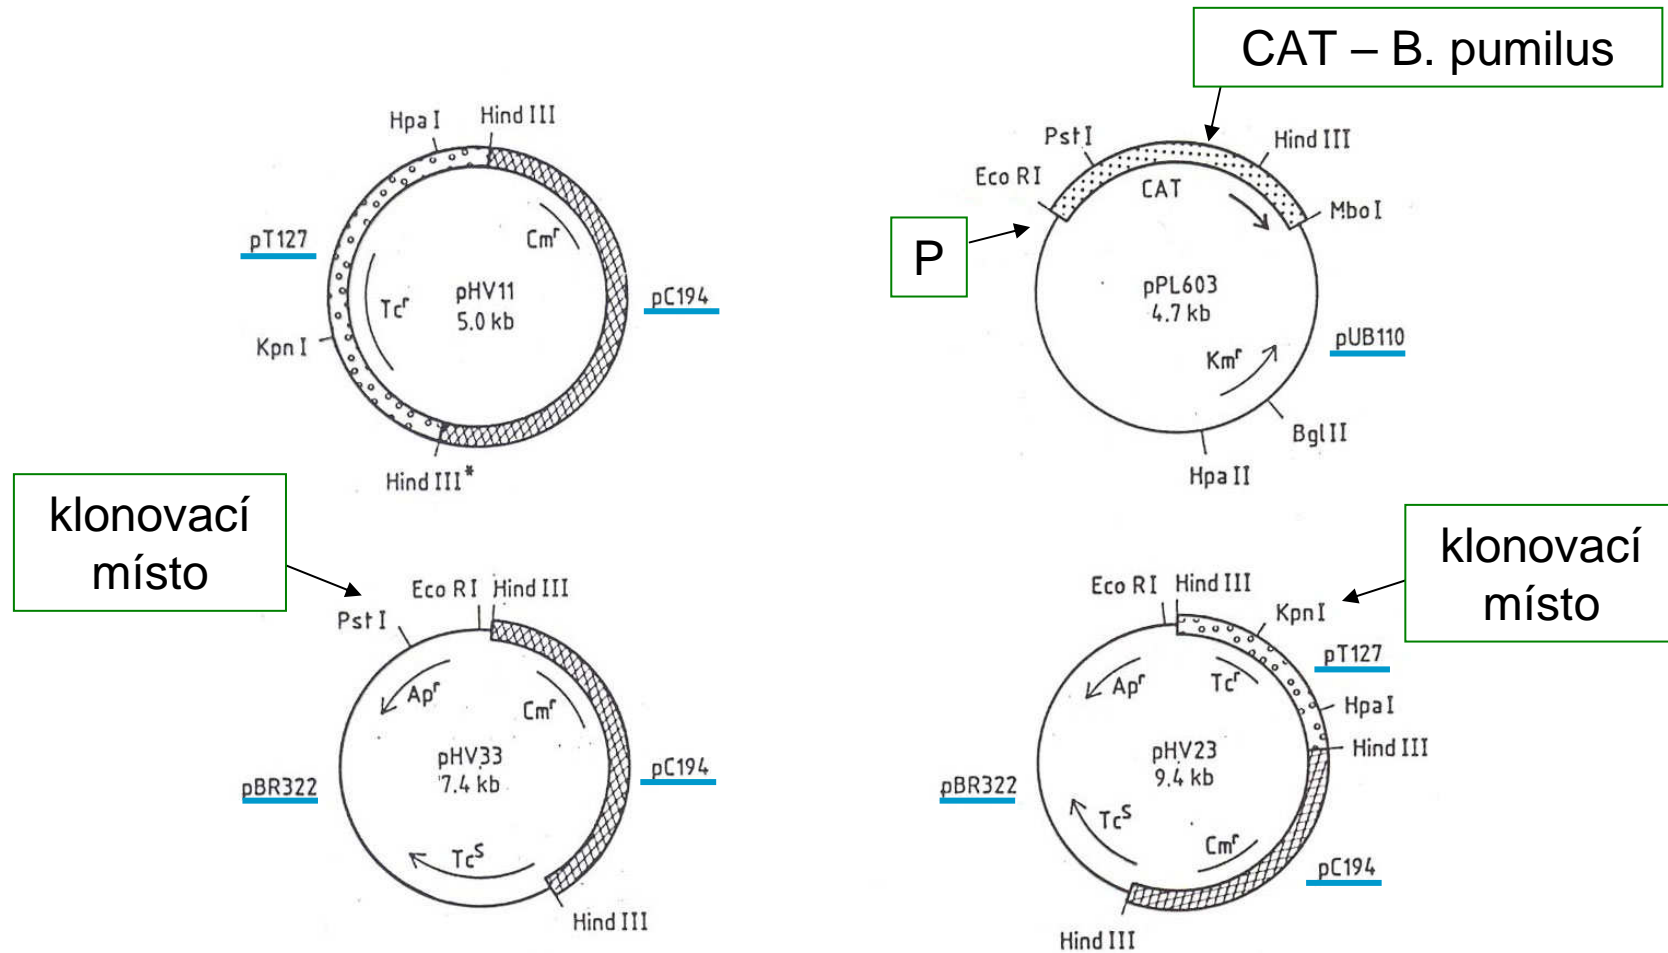 CAT – B. pumilus
Hpa I
Hind III
pT127
Cmʳ
Tcʳ
pHV11
5.0 kb
pC194
Kpn I
Hind III*
Pst I
Hind III
Eco RI
CAT
Mbo I
P
pPL603
4.7 kb
pUB110
Kmʳ
Bgl II
Hpa II
klonovací
místo
Eco RI
Hind III
Pst I
Apʳ
Cmʳ
pHV33
7.4 kb
pBR322
pC194
Tcˢ
Hind III
klonovací
místo
Eco RI
Hind III
Kpn I
pT127
Apʳ
Tcʳ
Hpa I
Hind III
pHV23
9.4 kb
pBR322
Tcˢ
Cmʳ
pC194
Hind III